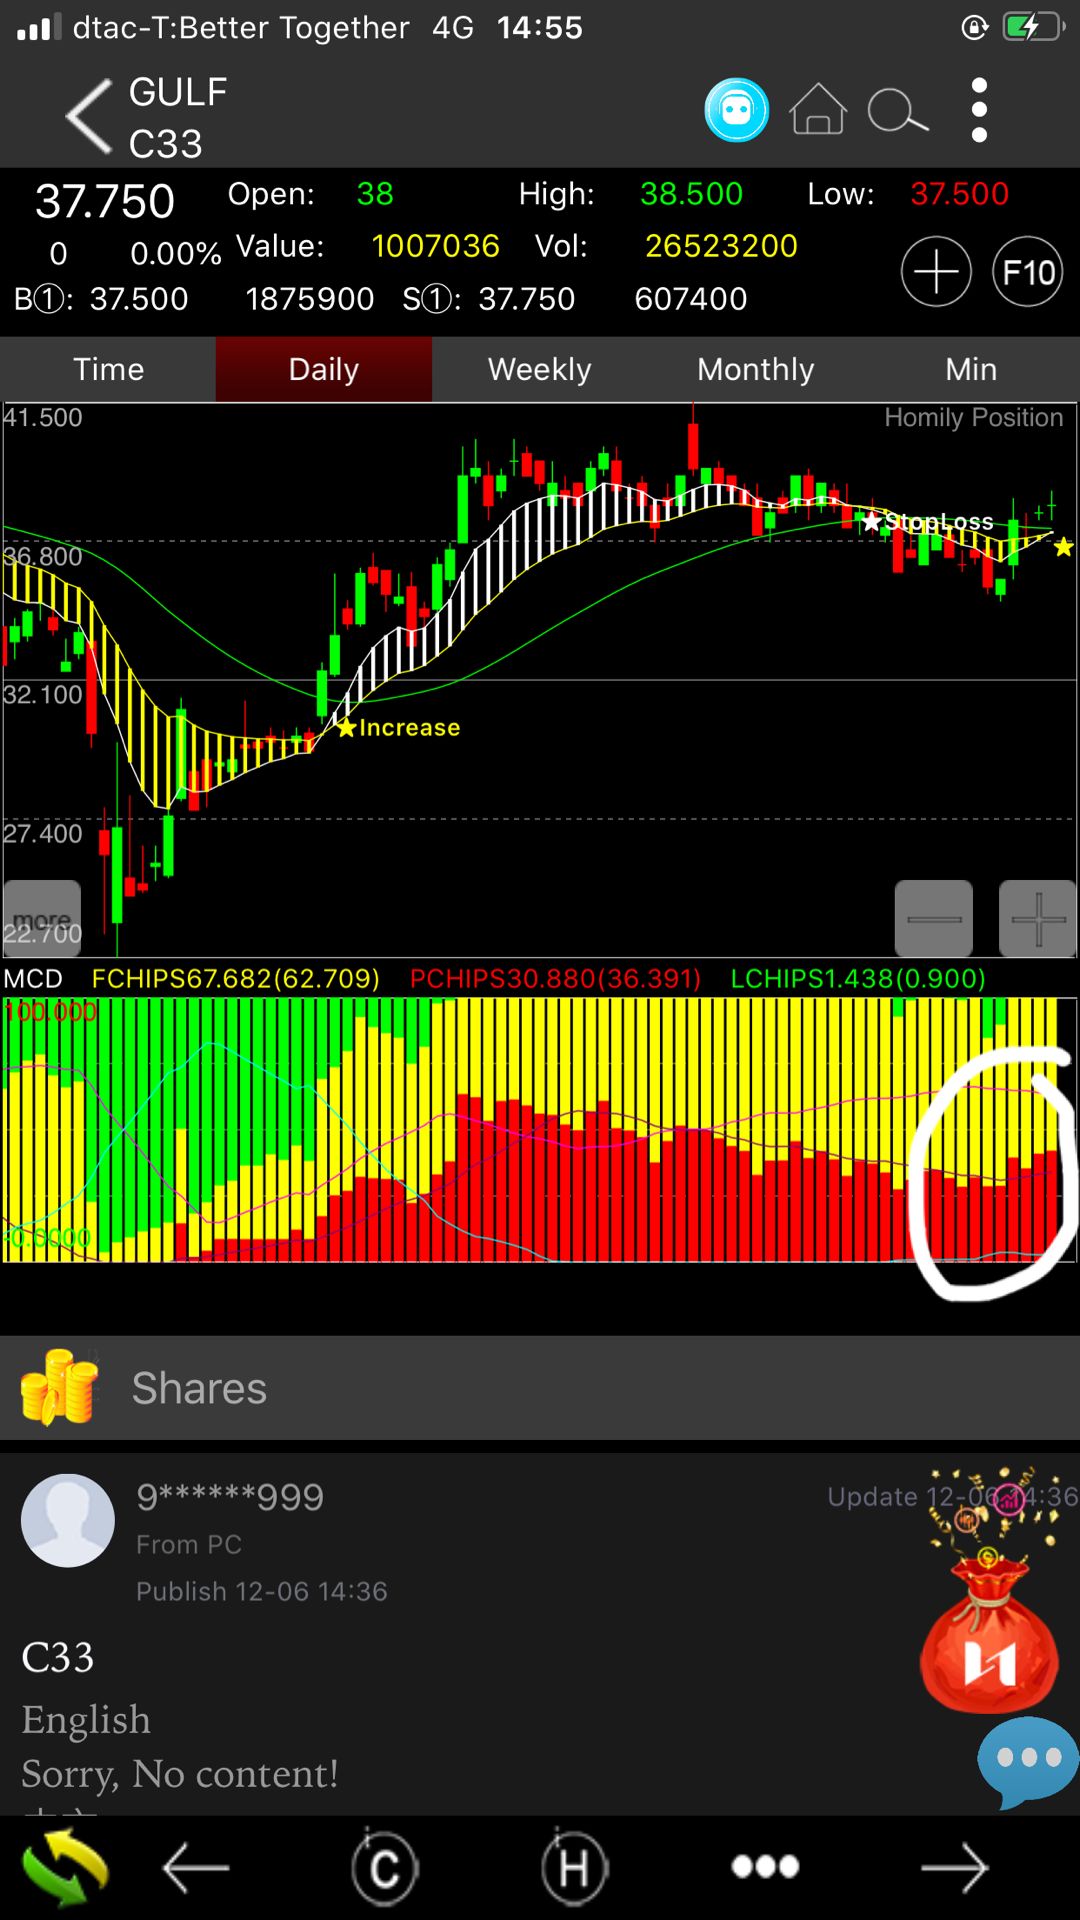 dtac-T:Better Together 4G 14:55
GULF
C33
37.750 Open: 38 High: 38.500 Low: 37.500
0 0.00% Value: 1007036 Vol: 26523200
B①: 37.500 1875900 S①: 37.750 607400
F10
Time Daily Weekly Monthly Min
41.500 Homily Position
StopLoss
36.800
32.100
Increase
27.400
more
22.700
MCD FCHIPS67.682(62.709) PCHIPS30.880(36.391) LCHIPS1.438(0.900)
100.000
-0.0000
Shares
9******999
Update 12-06 14:36
From PC
Publish 12-06 14:36
C33
English
Sorry, No content!
C H